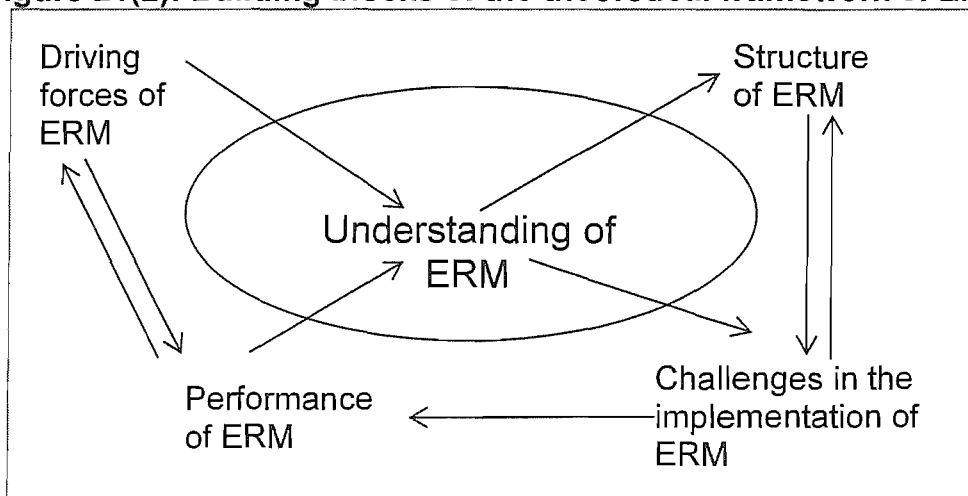 Driving
forces of
ERM
Structure
of ERM
Understanding of
ERM
Performance
of ERM
Challenges in the
implementation of
ERM